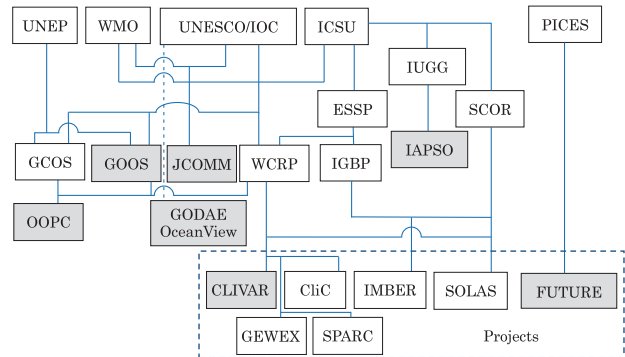 UNEP
WMO
UNESCO/IOC
ICSU
PICES
IUGG
ESSP
SCOR
GCOS
GOOS
JCOMM
WCRP
IGBP
IAPSO
OOPC
GODAE
OceanView
CLIVAR
CliC
IMBER
SOLAS
FUTURE
GEWEX
SPARC
Projects